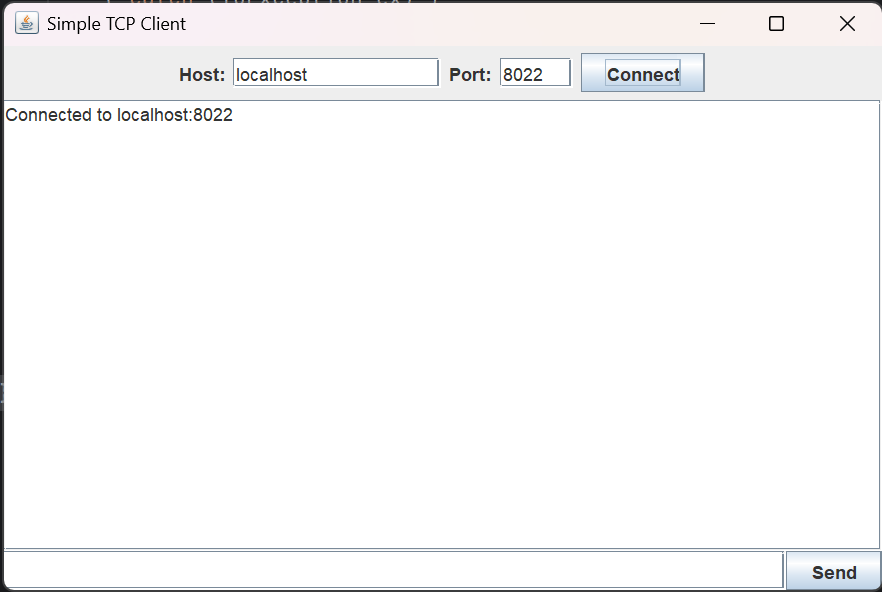 Simple TCP Client
Host: localhost Port: 8022 Connect
Connected to localhost:8022
Send